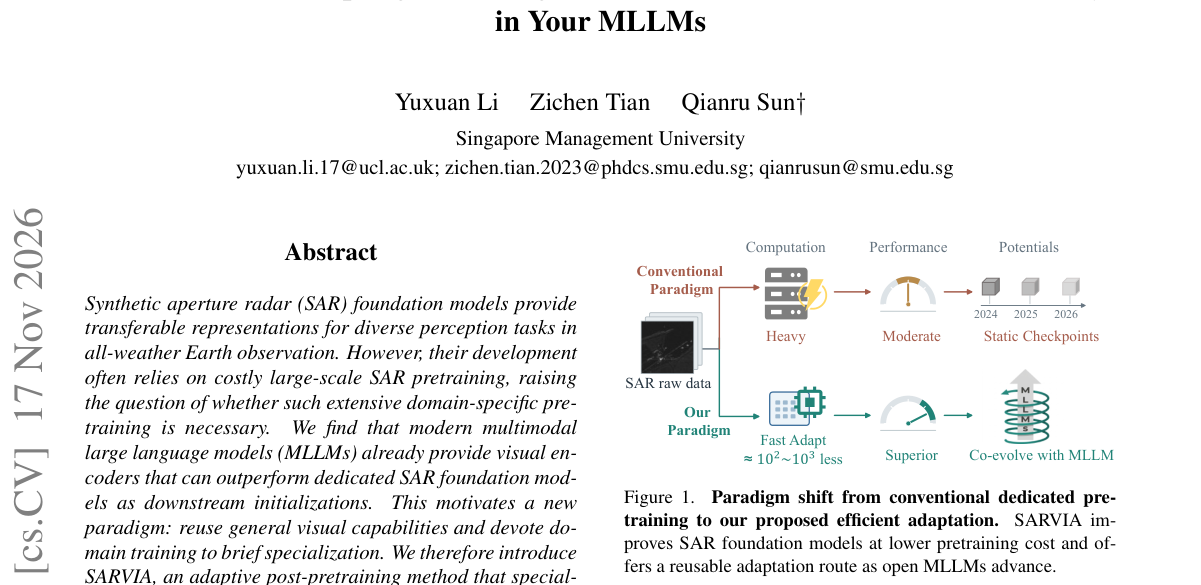 in Your MLLMs
Yuxuan Li Zichen Tian Qianru Sun†
Singapore Management University
yuxuan.li.17@ucl.ac.uk; zichen.tian.2023@phdcs.smu.edu.sg; qianrusun@smu.edu.sg
[cs.CV] 17 Nov 2026
Abstract
Synthetic aperture radar (SAR) foundation models provide
transferable representations for diverse perception tasks in
all-weather Earth observation. However, their development
often relies on costly large-scale SAR pretraining, raising
the question of whether such extensive domain-specific pre-
training is necessary. We find that modern multimodal
large language models (MLLMs) already provide visual en-
coders that can outperform dedicated SAR foundation mod-
els as downstream initializations. This motivates a new
paradigm: reuse general visual capabilities and devote do-
main training to brief specialization. We therefore introduce
SARVIA, an adaptive post-pretraining method that special-
Computation Performance Potentials
Conventional
Paradigm
2024 2025 2026
Heavy Moderate Static Checkpoints
SAR raw data
MLLMs
Our
Paradigm
Fast Adapt
≈ 10²~10³ less
Superior
Co-evolve with MLLM
Figure 1. Paradigm shift from conventional dedicated pre-
training to our proposed efficient adaptation. SARVIA im-
proves SAR foundation models at lower pretraining cost and of-
fers a reusable adaptation route as open MLLMs advance.